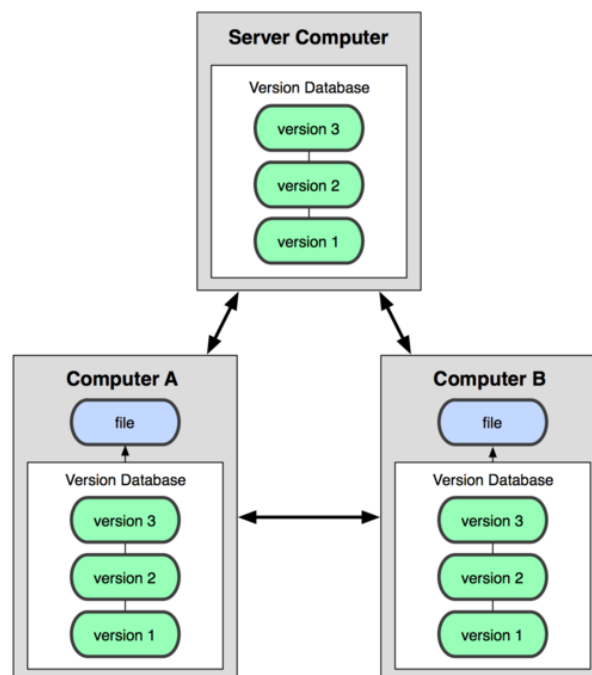 Server Computer
Version Database
version 3
version 2
version 1
Computer A
file
Version Database
version 3
version 2
version 1
Computer B
file
Version Database
version 3
version 2
version 1